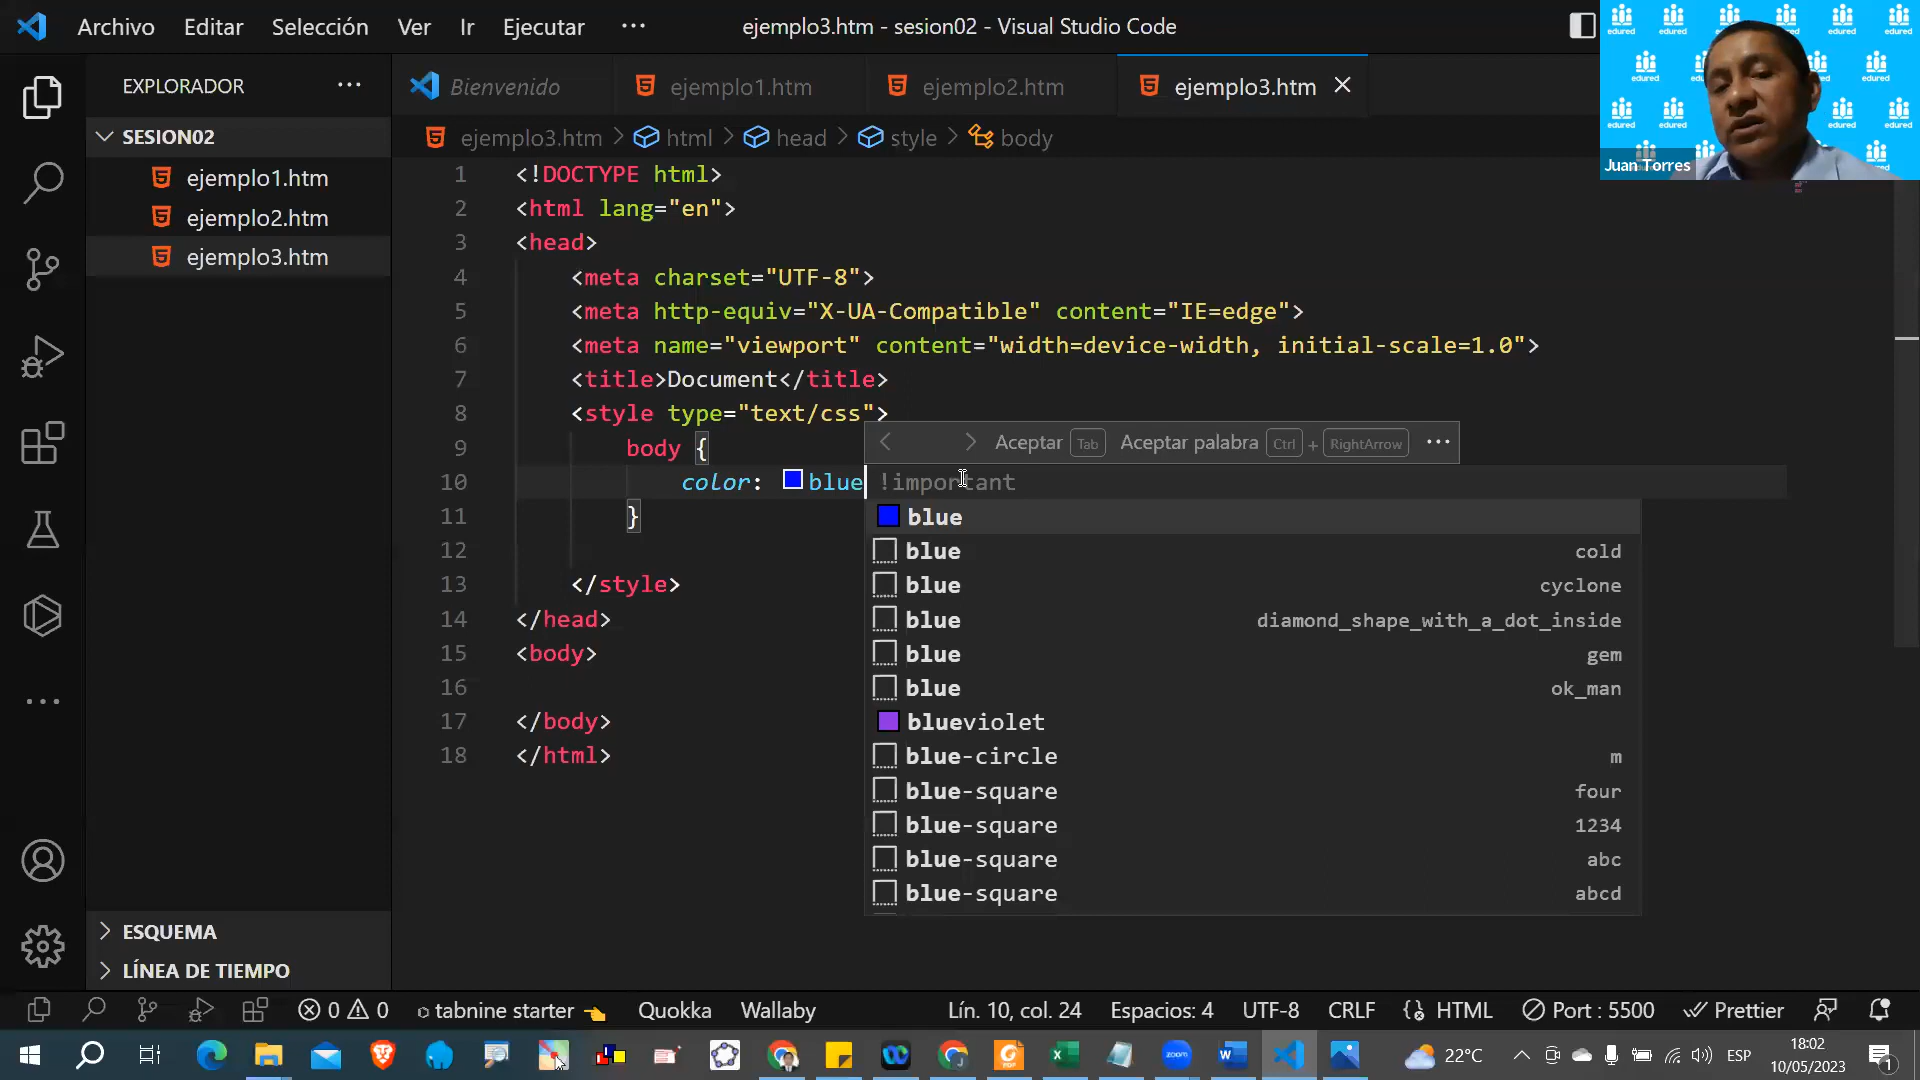 Archivo Editar Selección Ver Ir Ejecutar ···
ejemplo3.htm - sesion02 - Visual Studio Code
edured edured edured edured edured
Juan Torres
EXPLORADOR ···
SESION02
ejemplo1.htm
ejemplo2.htm
ejemplo3.htm
Bienvenido ejemplo1.htm ejemplo2.htm ejemplo3.htm
ejemplo3.htm > html > head > style > body
1 <!DOCTYPE html>
2 <html lang="en">
3 <head>
4 <meta charset="UTF-8">
5 <meta http-equiv="X-UA-Compatible" content="IE=edge">
6 <meta name="viewport" content="width=device-width, initial-scale=1.0">
7 <title>Document</title>
8 <style type="text/css">
9 body {
Aceptar Tab Aceptar palabra Ctrl + RightArrow ···
10 color: blue !important
11 }
12
13 </style>
14 </head>
15 <body>
16
17 </body>
18 </html>
blue
blue cold
blue cyclone
blue diamond_shape_with_a_dot_inside
blue gem
blue ok_man
blueviolet
blue-circle m
blue-square four
blue-square 1234
blue-square abc
blue-square abcd
ESQUEMA
LÍNEA DE TIEMPO
0 0 tabnine starter Quokka Wallaby Lín. 10, col. 24 Espacios: 4 UTF-8 CRLF HTML Port : 5500 Prettier
22°C ESP 18:02
10/05/2023 1